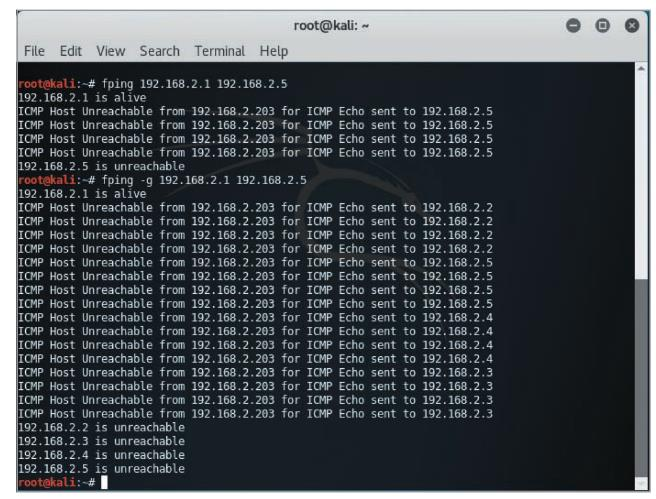 root@kali: ~
File Edit View Search Terminal Help
root@kali:~# fping 192.168.2.1 192.168.2.5
192.168.2.1 is alive
ICMP Host Unreachable from 192.168.2.203 for ICMP Echo sent to 192.168.2.5
ICMP Host Unreachable from 192.168.2.203 for ICMP Echo sent to 192.168.2.5
ICMP Host Unreachable from 192.168.2.203 for ICMP Echo sent to 192.168.2.5
ICMP Host Unreachable from 192.168.2.203 for ICMP Echo sent to 192.168.2.5
192.168.2.5 is unreachable
root@kali:~# fping -g 192.168.2.1 192.168.2.5
192.168.2.1 is alive
ICMP Host Unreachable from 192.168.2.203 for ICMP Echo sent to 192.168.2.2
ICMP Host Unreachable from 192.168.2.203 for ICMP Echo sent to 192.168.2.2
ICMP Host Unreachable from 192.168.2.203 for ICMP Echo sent to 192.168.2.2
ICMP Host Unreachable from 192.168.2.203 for ICMP Echo sent to 192.168.2.2
ICMP Host Unreachable from 192.168.2.203 for ICMP Echo sent to 192.168.2.5
ICMP Host Unreachable from 192.168.2.203 for ICMP Echo sent to 192.168.2.5
ICMP Host Unreachable from 192.168.2.203 for ICMP Echo sent to 192.168.2.5
ICMP Host Unreachable from 192.168.2.203 for ICMP Echo sent to 192.168.2.5
ICMP Host Unreachable from 192.168.2.203 for ICMP Echo sent to 192.168.2.4
ICMP Host Unreachable from 192.168.2.203 for ICMP Echo sent to 192.168.2.4
ICMP Host Unreachable from 192.168.2.203 for ICMP Echo sent to 192.168.2.4
ICMP Host Unreachable from 192.168.2.203 for ICMP Echo sent to 192.168.2.4
ICMP Host Unreachable from 192.168.2.203 for ICMP Echo sent to 192.168.2.3
ICMP Host Unreachable from 192.168.2.203 for ICMP Echo sent to 192.168.2.3
ICMP Host Unreachable from 192.168.2.203 for ICMP Echo sent to 192.168.2.3
ICMP Host Unreachable from 192.168.2.203 for ICMP Echo sent to 192.168.2.3
192.168.2.2 is unreachable
192.168.2.3 is unreachable
192.168.2.4 is unreachable
192.168.2.5 is unreachable
root@kali:~#